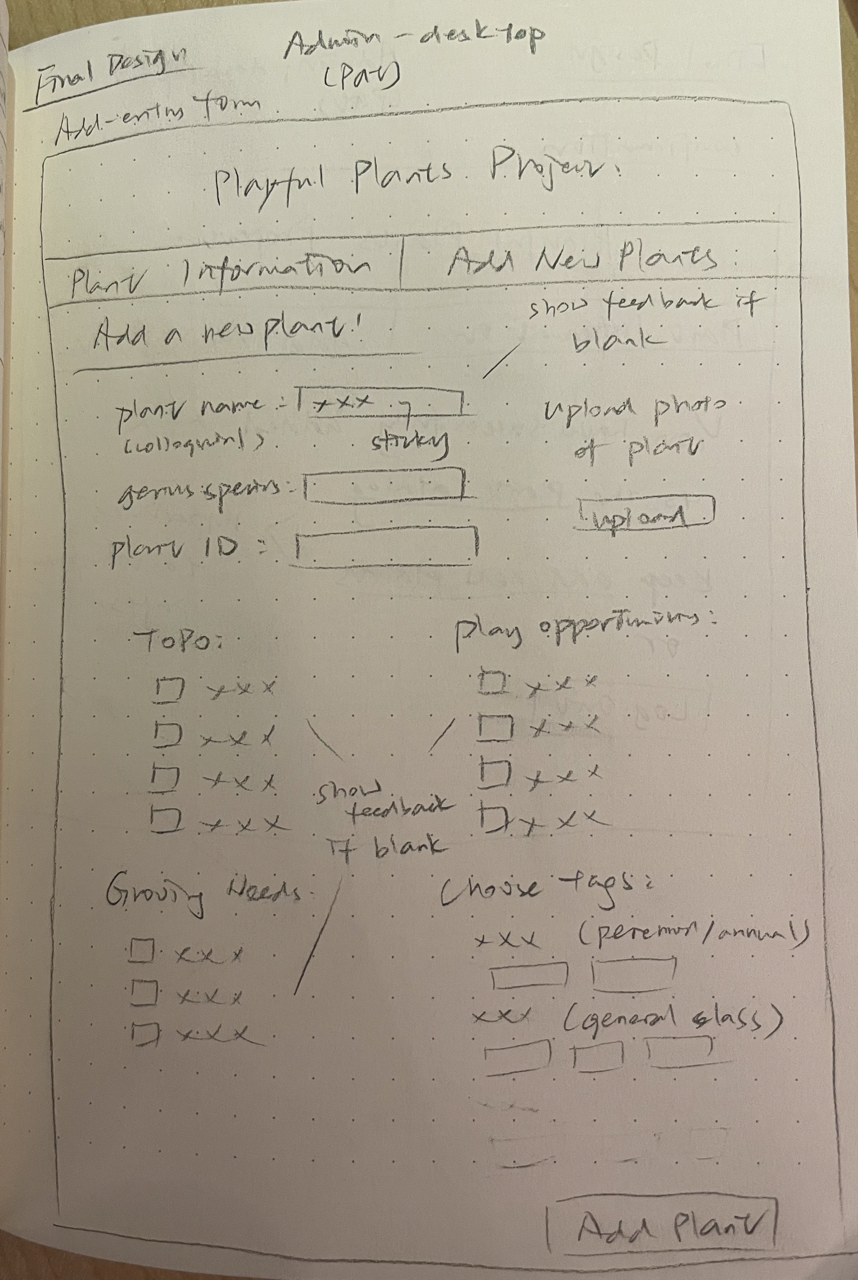 Final Design
Admin - desktop
(Pat)
Add-entry form
Playful Plants Project.
Plant Information | Add New Plants
Add a new plant!
show feedback if
blank
plant name: xxx
(colloquial)
sticky
genus species:
plant ID:
upload photo
of plant
upload
Topo:
xxx
xxx
xxx
xxx
play opportunities:
xxx
xxx
xxx
xxx
show
feedback
if blank
Growing Needs:
xxx
xxx
xxx
Choose tags:
xxx (perennial/annual)
xxx (general class)
Add Plant